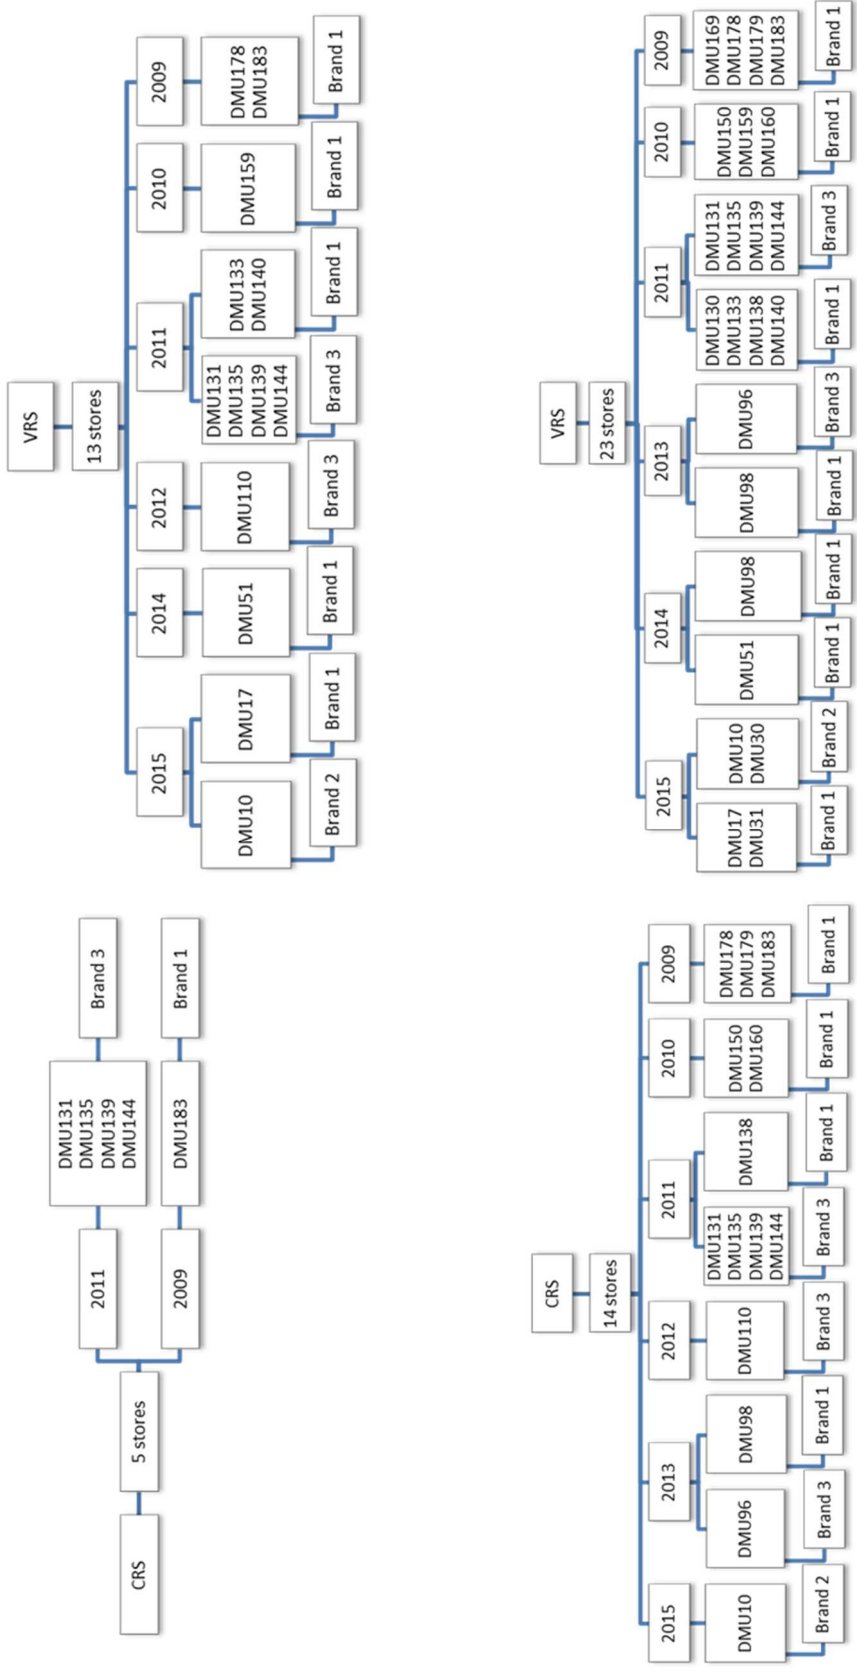 CRS
5 stores
2011
DMU131
DMU135
DMU139
DMU144
Brand 3
2009
DMU183
Brand 1
VRS
13 stores
2015
DMU10
Brand 2
DMU17
Brand 1
2014
DMU51
Brand 1
2012
DMU110
Brand 3
2011
DMU131
DMU135
DMU139
DMU144
Brand 3
DMU133
DMU140
Brand 1
2010
DMU159
Brand 1
2009
DMU178
DMU183
Brand 1
CRS
14 stores
2015
DMU10
Brand 2
2013
DMU96
Brand 3
DMU98
Brand 1
2012
DMU110
Brand 3
2011
DMU131
DMU135
DMU139
DMU144
Brand 3
DMU138
Brand 1
2010
DMU150
DMU160
Brand 1
2009
DMU178
DMU179
DMU183
Brand 1
VRS
23 stores
2015
DMU17
DMU31
Brand 1
DMU10
DMU30
Brand 2
2014
DMU51
Brand 1
DMU98
Brand 1
2013
DMU98
Brand 1
DMU96
Brand 3
2011
DMU130
DMU133
DMU138
DMU140
Brand 1
DMU131
DMU135
DMU139
DMU144
Brand 3
2010
DMU150
DMU159
DMU160
Brand 1
2009
DMU169
DMU178
DMU179
DMU183
Brand 1